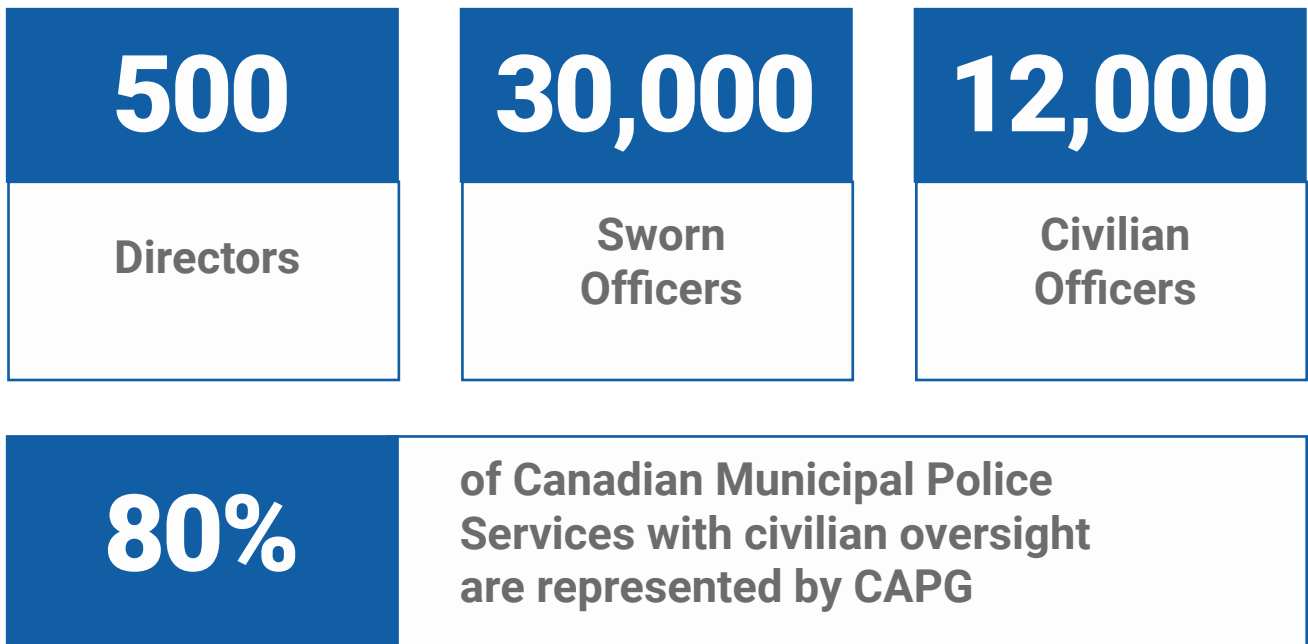 500
Directors
30,000
Sworn
Officers
12,000
Civilian
Officers
80%
of Canadian Municipal Police
Services with civilian oversight
are represented by CAPG